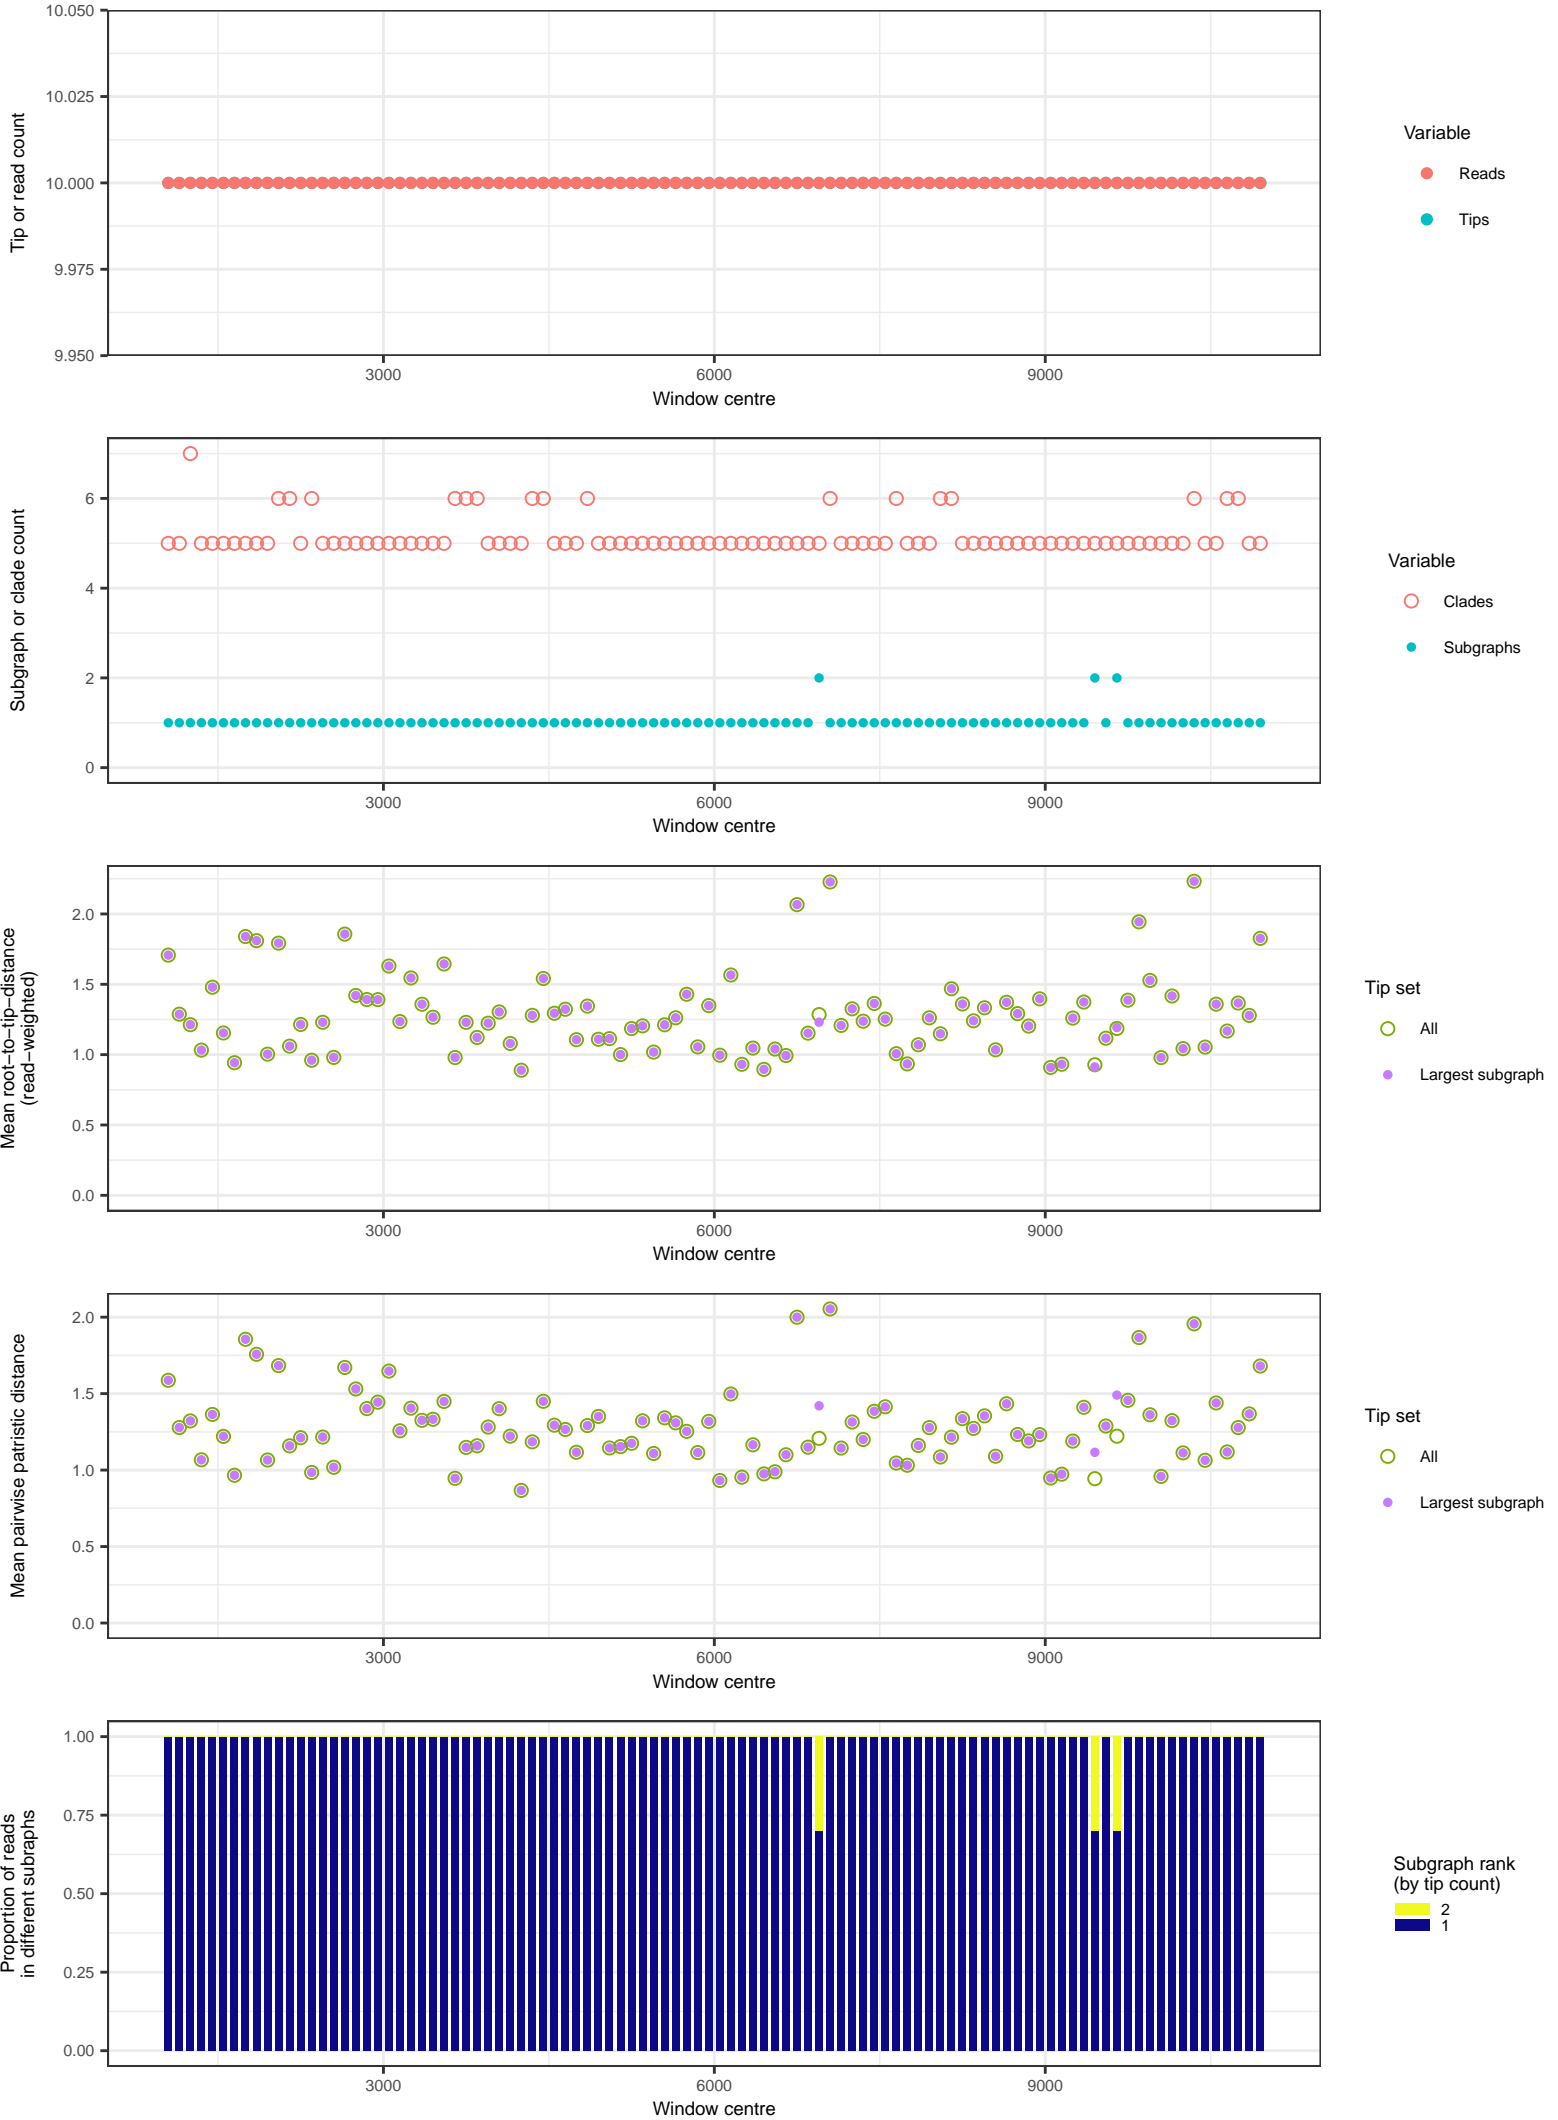 10.050
10.025
10.000
9.975
9.950
Tip or read count
3000
6000
9000
Window centre
Variable
Reads
Tips
6
4
2
0
Subgraph or clade count
3000
6000
9000
Window centre
Variable
Clades
Subgraphs
2.0
1.5
1.0
0.5
0.0
Mean root−to−tip−distance
(read−weighted)
3000
6000
9000
Window centre
Tip set
All
Largest subgraph
2.0
1.5
1.0
0.5
0.0
Mean pairwise patristic distance
3000
6000
9000
Window centre
Tip set
All
Largest subgraph
1.00
0.75
0.50
0.25
0.00
Proportion of reads
in different subraphs
3000
6000
9000
Window centre
Subgraph rank
(by tip count)
2
1